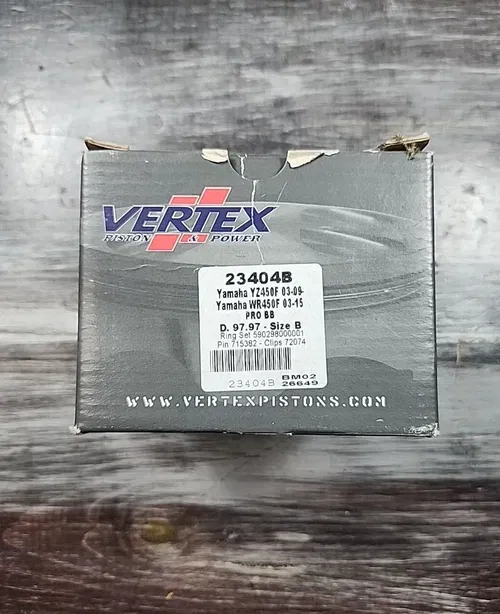 VERTEX
PISTON & POWER
23404B
Yamaha YZ450F 03-09
Yamaha WR450F 03-15
PRO BB
D. 97.97 - Size B
Ring Set 590298000001
Pin 715382 - Clips 72074
23404B
BM02
26649
WWW.VERTEXPISTONS.COM